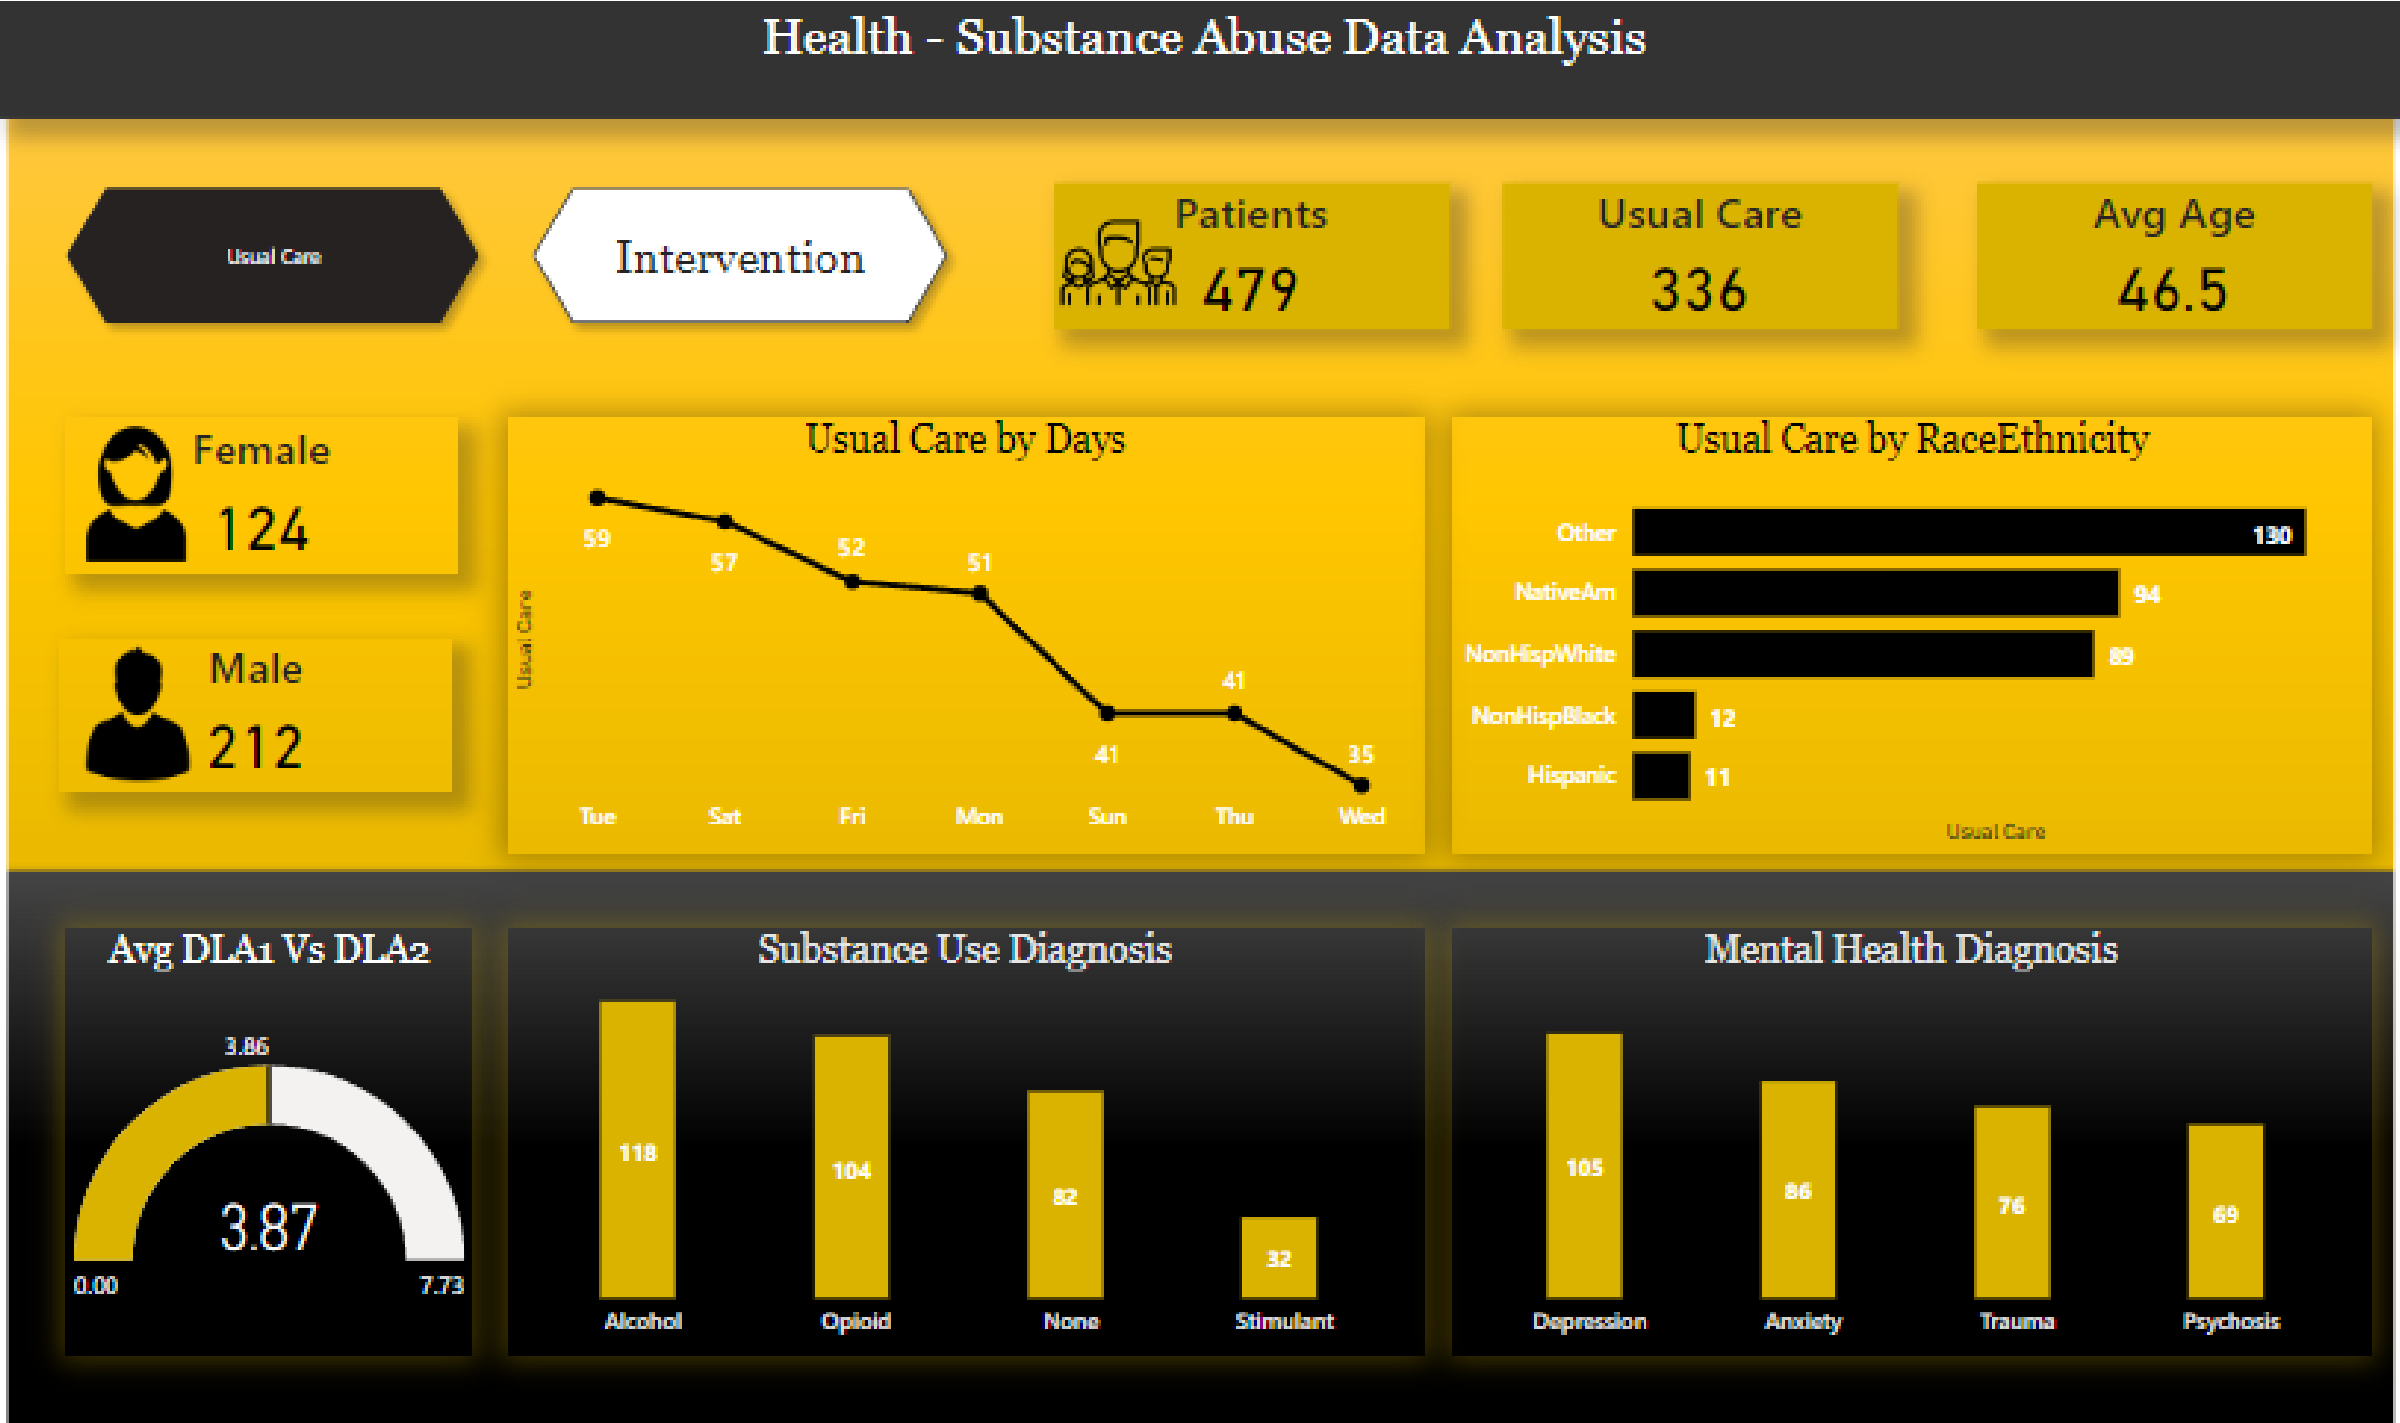 Health - Substance Abuse Data Analysis
Usual Care
Intervention
Patients
479
Usual Care
336
Avg Age
46.5
Female
124
Male
212
Usual Care by Days
Usual Care
59
57
52
51
41
41
35
Tue Sat Fri Mon Sun Thu Wed
Usual Care by RaceEthnicity
Other 130
NativeAm 94
NonHispWhite 89
NonHispBlack 12
Hispanic 11
Usual Care
Avg DLA1 Vs DLA2
3.86
3.87
0.00 7.73
Substance Use Diagnosis
118
104
82
32
Alcohol Opioid None Stimulant
Mental Health Diagnosis
105
86
76
69
Depression Anxiety Trauma Psychosis